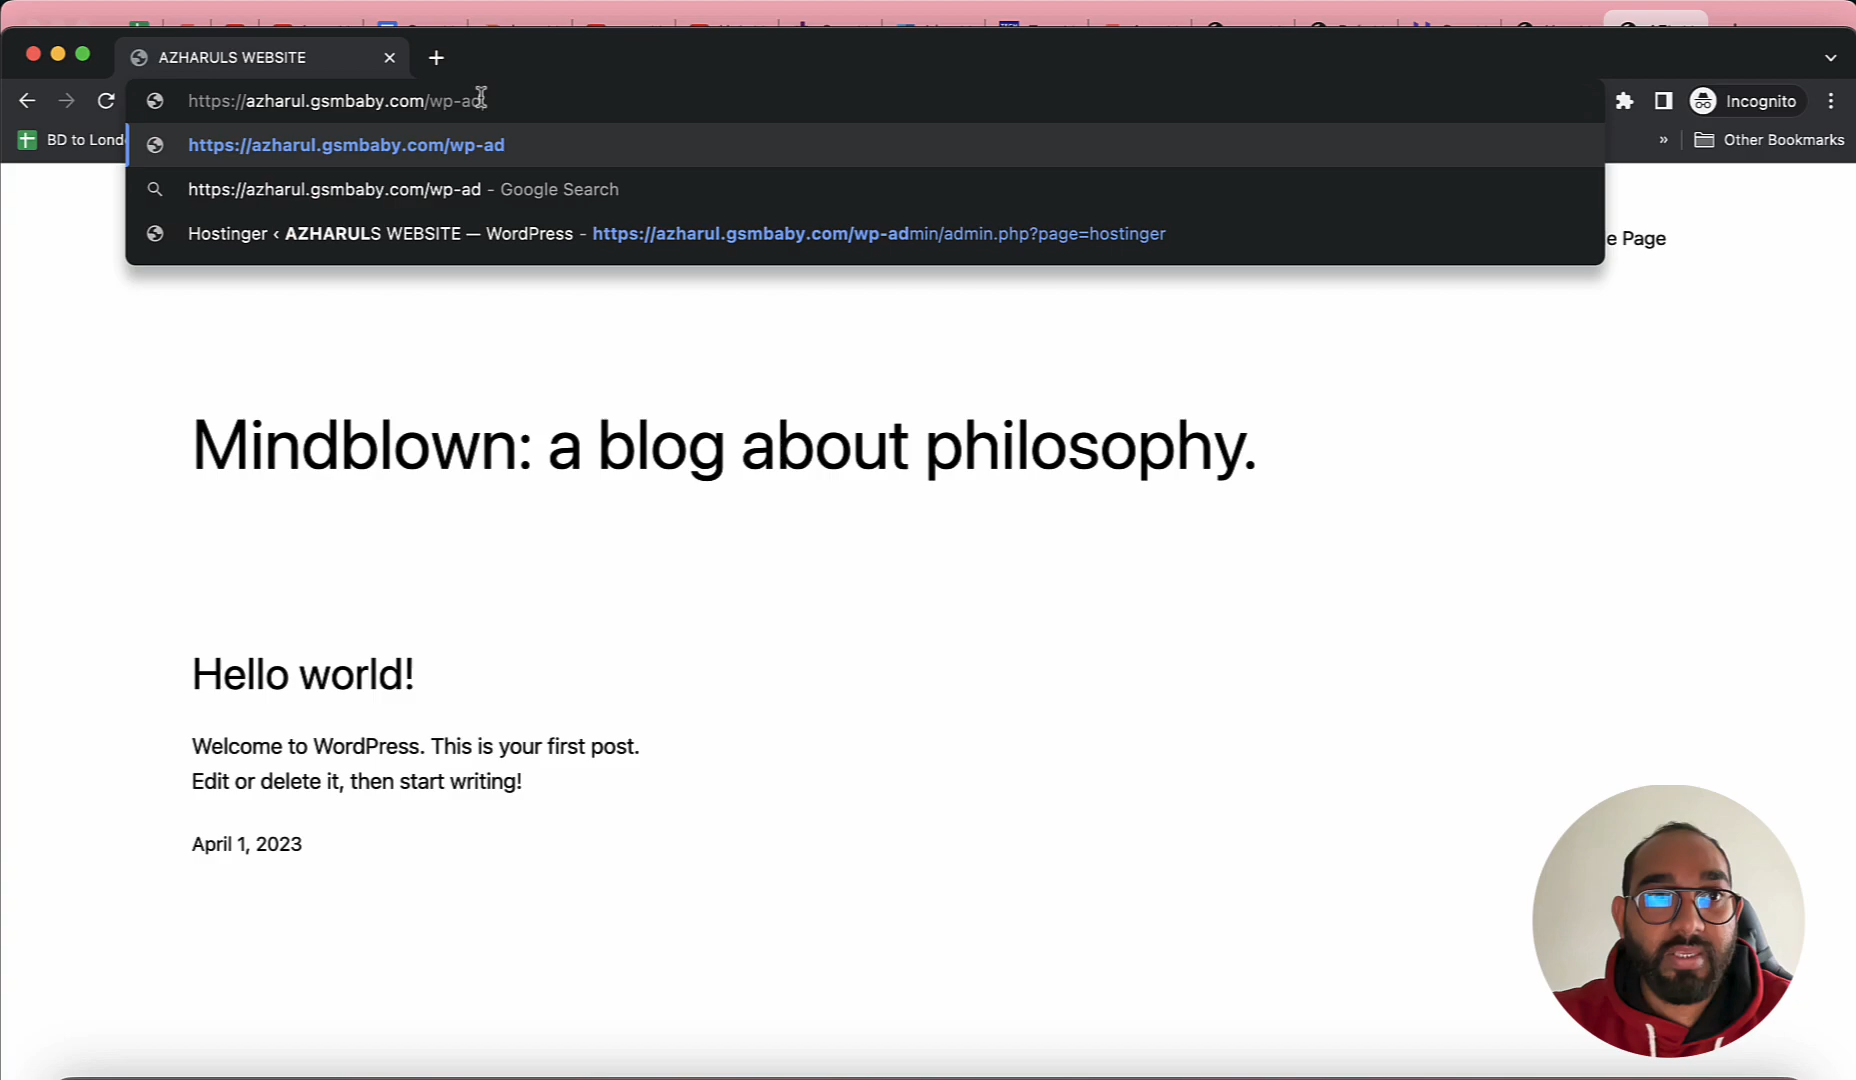 AZHARULS WEBSITE
https://azharul.gsmbaby.com/wp-ad
Incognito
BD to Lond
» Other Bookmarks
https://azharul.gsmbaby.com/wp-ad
https://azharul.gsmbaby.com/wp-ad - Google Search
Hostinger ‹ AZHARULS WEBSITE — WordPress - https://azharul.gsmbaby.com/wp-admin/admin.php?page=hostinger
e Page
Mindblown: a blog about philosophy.
Hello world!
Welcome to WordPress. This is your first post.
Edit or delete it, then start writing!
April 1, 2023